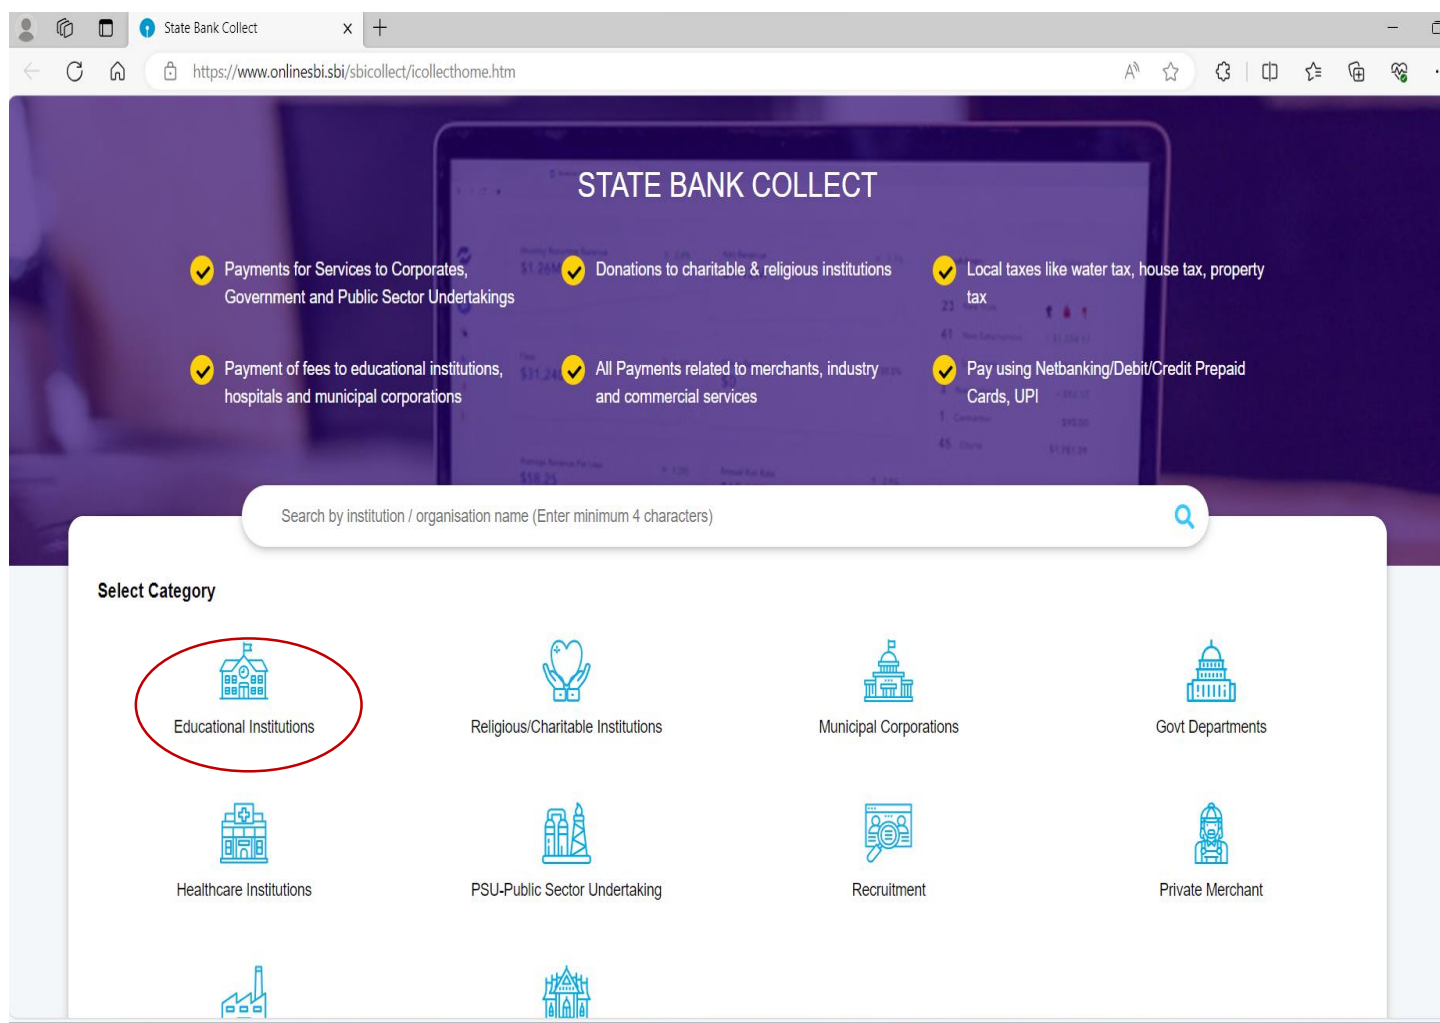 State Bank Collect
https://www.onlinesbi.sbi/sbicollect/icollecthome.htm
STATE BANK COLLECT
Payments for Services to Corporates,
Government and Public Sector Undertakings
Donations to charitable & religious institutions
Local taxes like water tax, house tax, property
tax
Payment of fees to educational institutions,
hospitals and municipal corporations
All Payments related to merchants, industry
and commercial services
Pay using Netbanking/Debit/Credit Prepaid
Cards, UPI
Search by institution / organisation name (Enter minimum 4 characters)
Select Category
Educational Institutions
Religious/Charitable Institutions
Municipal Corporations
Govt Departments
Healthcare Institutions
PSU-Public Sector Undertaking
Recruitment
Private Merchant